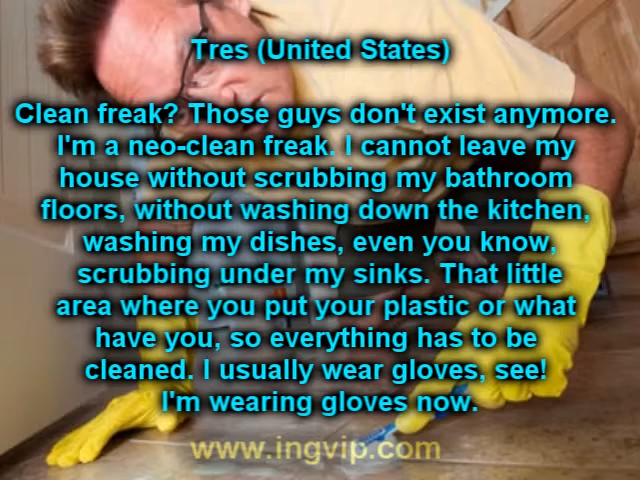 Tres (United States)
Clean freak? Those guys don't exist anymore.
I'm a neo-clean freak. I cannot leave my
house without scrubbing my bathroom
floors, without washing down the kitchen,
washing my dishes, even you know,
scrubbing under my sinks. That little
area where you put your plastic or what
have you, so everything has to be
cleaned. I usually wear gloves, see!
I'm wearing gloves now.
www.ingvip.com